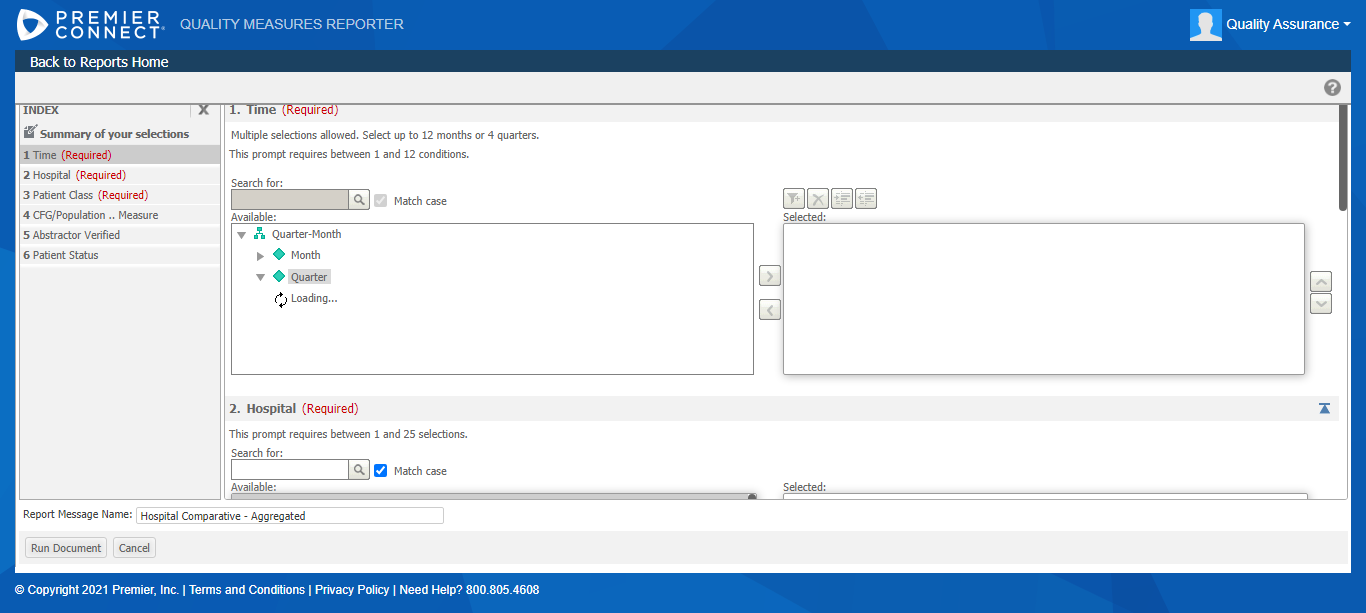 PREMIER CONNECT QUALITY MEASURES REPORTER
Quality Assurance
Back to Reports Home
INDEX
Summary of your selections
1 Time (Required)
2 Hospital (Required)
3 Patient Class (Required)
4 CFG/Population .. Measure
5 Abstractor Verified
6 Patient Status
1. Time (Required)
Multiple selections allowed. Select up to 12 months or 4 quarters.
This prompt requires between 1 and 12 conditions.
Search for:
Match case
Available:
Quarter-Month
Month
Quarter
Loading...
Selected:
2. Hospital (Required)
This prompt requires between 1 and 25 selections.
Search for:
Match case
Available:
Selected:
Report Message Name: Hospital Comparative - Aggregated
Run Document Cancel
© Copyright 2021 Premier, Inc. | Terms and Conditions | Privacy Policy | Need Help? 800.805.4608